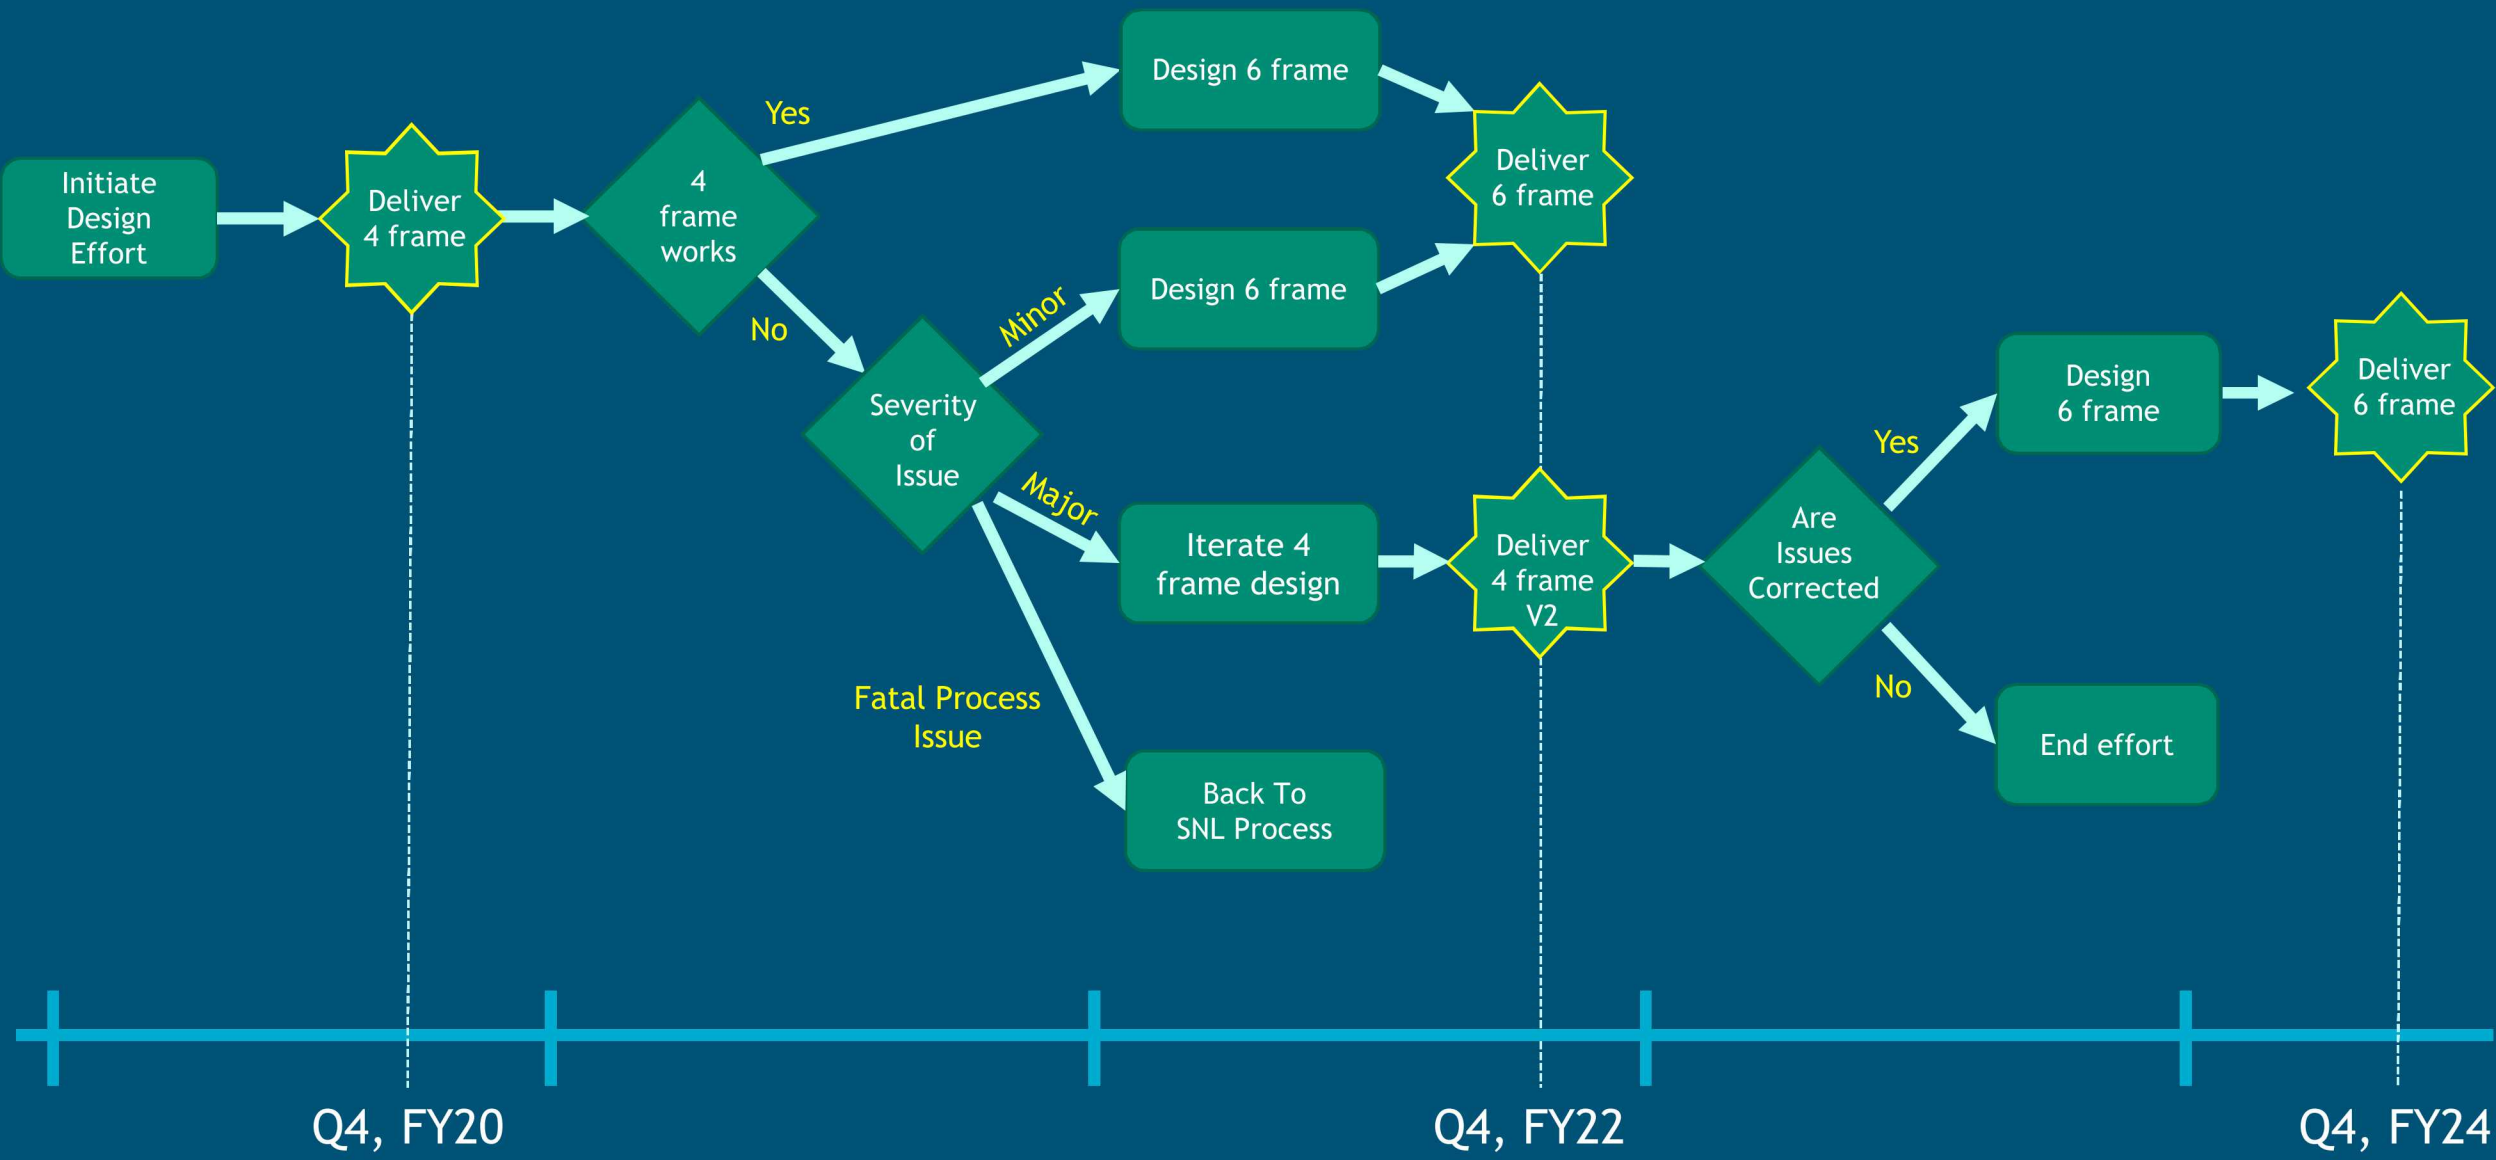 Initiate
Design
Effort
Deliver
4 frame
4
frame
works
Yes
No
Design 6 frame
Severity
of
Issue
Minor
Design 6 frame
Deliver
6 frame
Major
Iterate 4
frame design
Deliver
4 frame
V2
Fatal Process
Issue
Back To
SNL Process
Are
Issues
Corrected
Yes
Design
6 frame
Deliver
6 frame
No
End effort
Q4, FY20
Q4, FY22
Q4, FY24